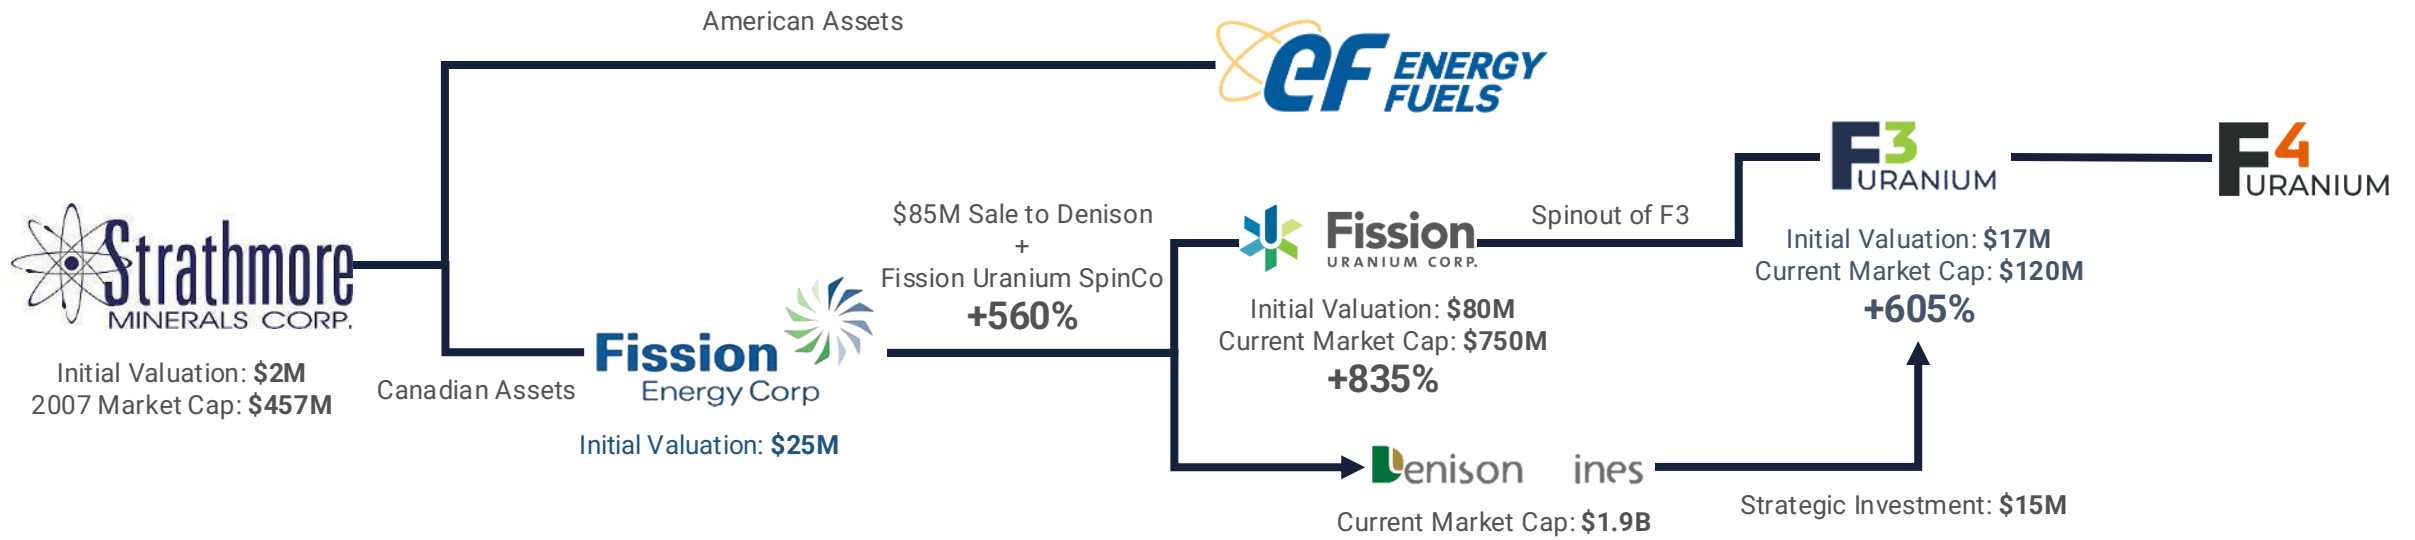 American Assets
ENERGY
FUELS
eF
Strathmore
MINERALS CORP.
Initial Valuation: $2M
2007 Market Cap: $457M
Canadian Assets
Fission
Energy Corp
Initial Valuation: $25M
$85M Sale to Denison
+
Fission Uranium SpinCo
+560%
Fission
URANIUM CORP.
Initial Valuation: $80M
Current Market Cap: $750M
+835%
Denison ines
Current Market Cap: $1.9B
Spinout of F3
F3
URANIUM
Initial Valuation: $17M
Current Market Cap: $120M
+605%
Strategic Investment: $15M
F4
URANIUM